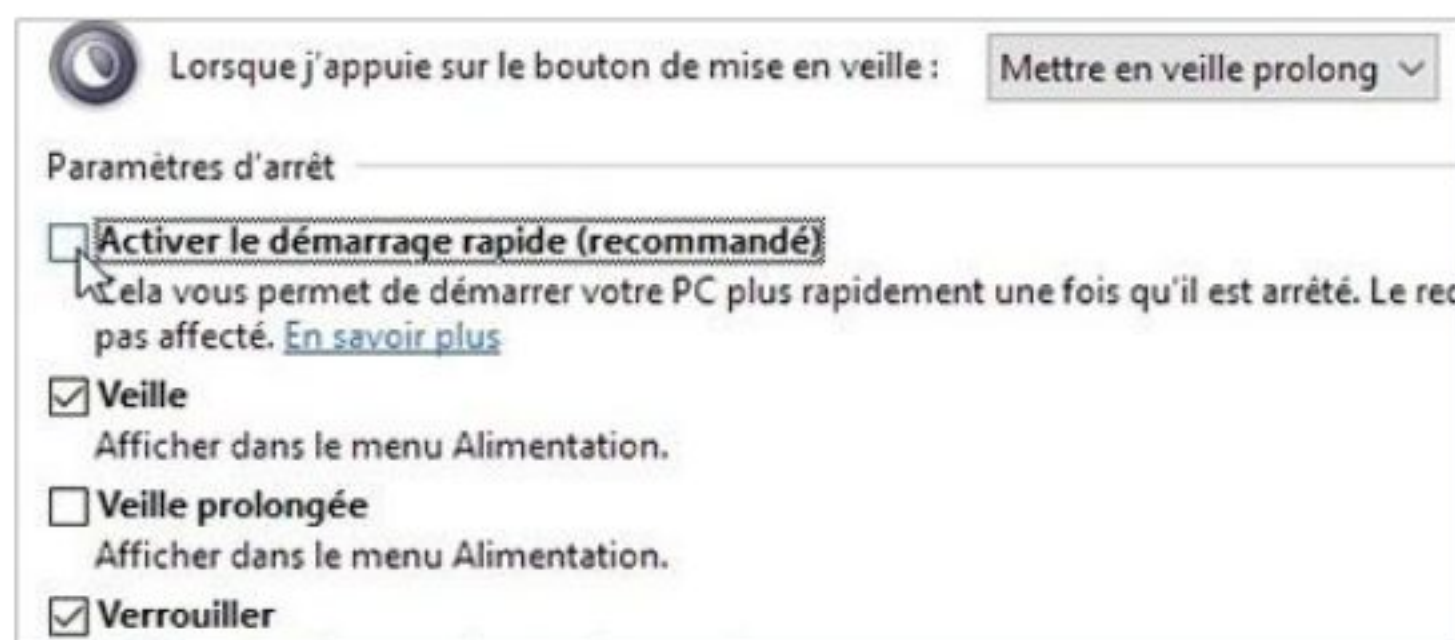 Lorsque j'appuie sur le bouton de mise en veille :
Mettre en veille prolong
Paramètres d'arrêt
Activer le démarrage rapide (recommandé)
Cela vous permet de démarrer votre PC plus rapidement une fois qu'il est arrêté. Le
pas affecté. En savoir plus
Veille
Afficher dans le menu Alimentation.
Veille prolongée
Afficher dans le menu Alimentation.
Verrouiller